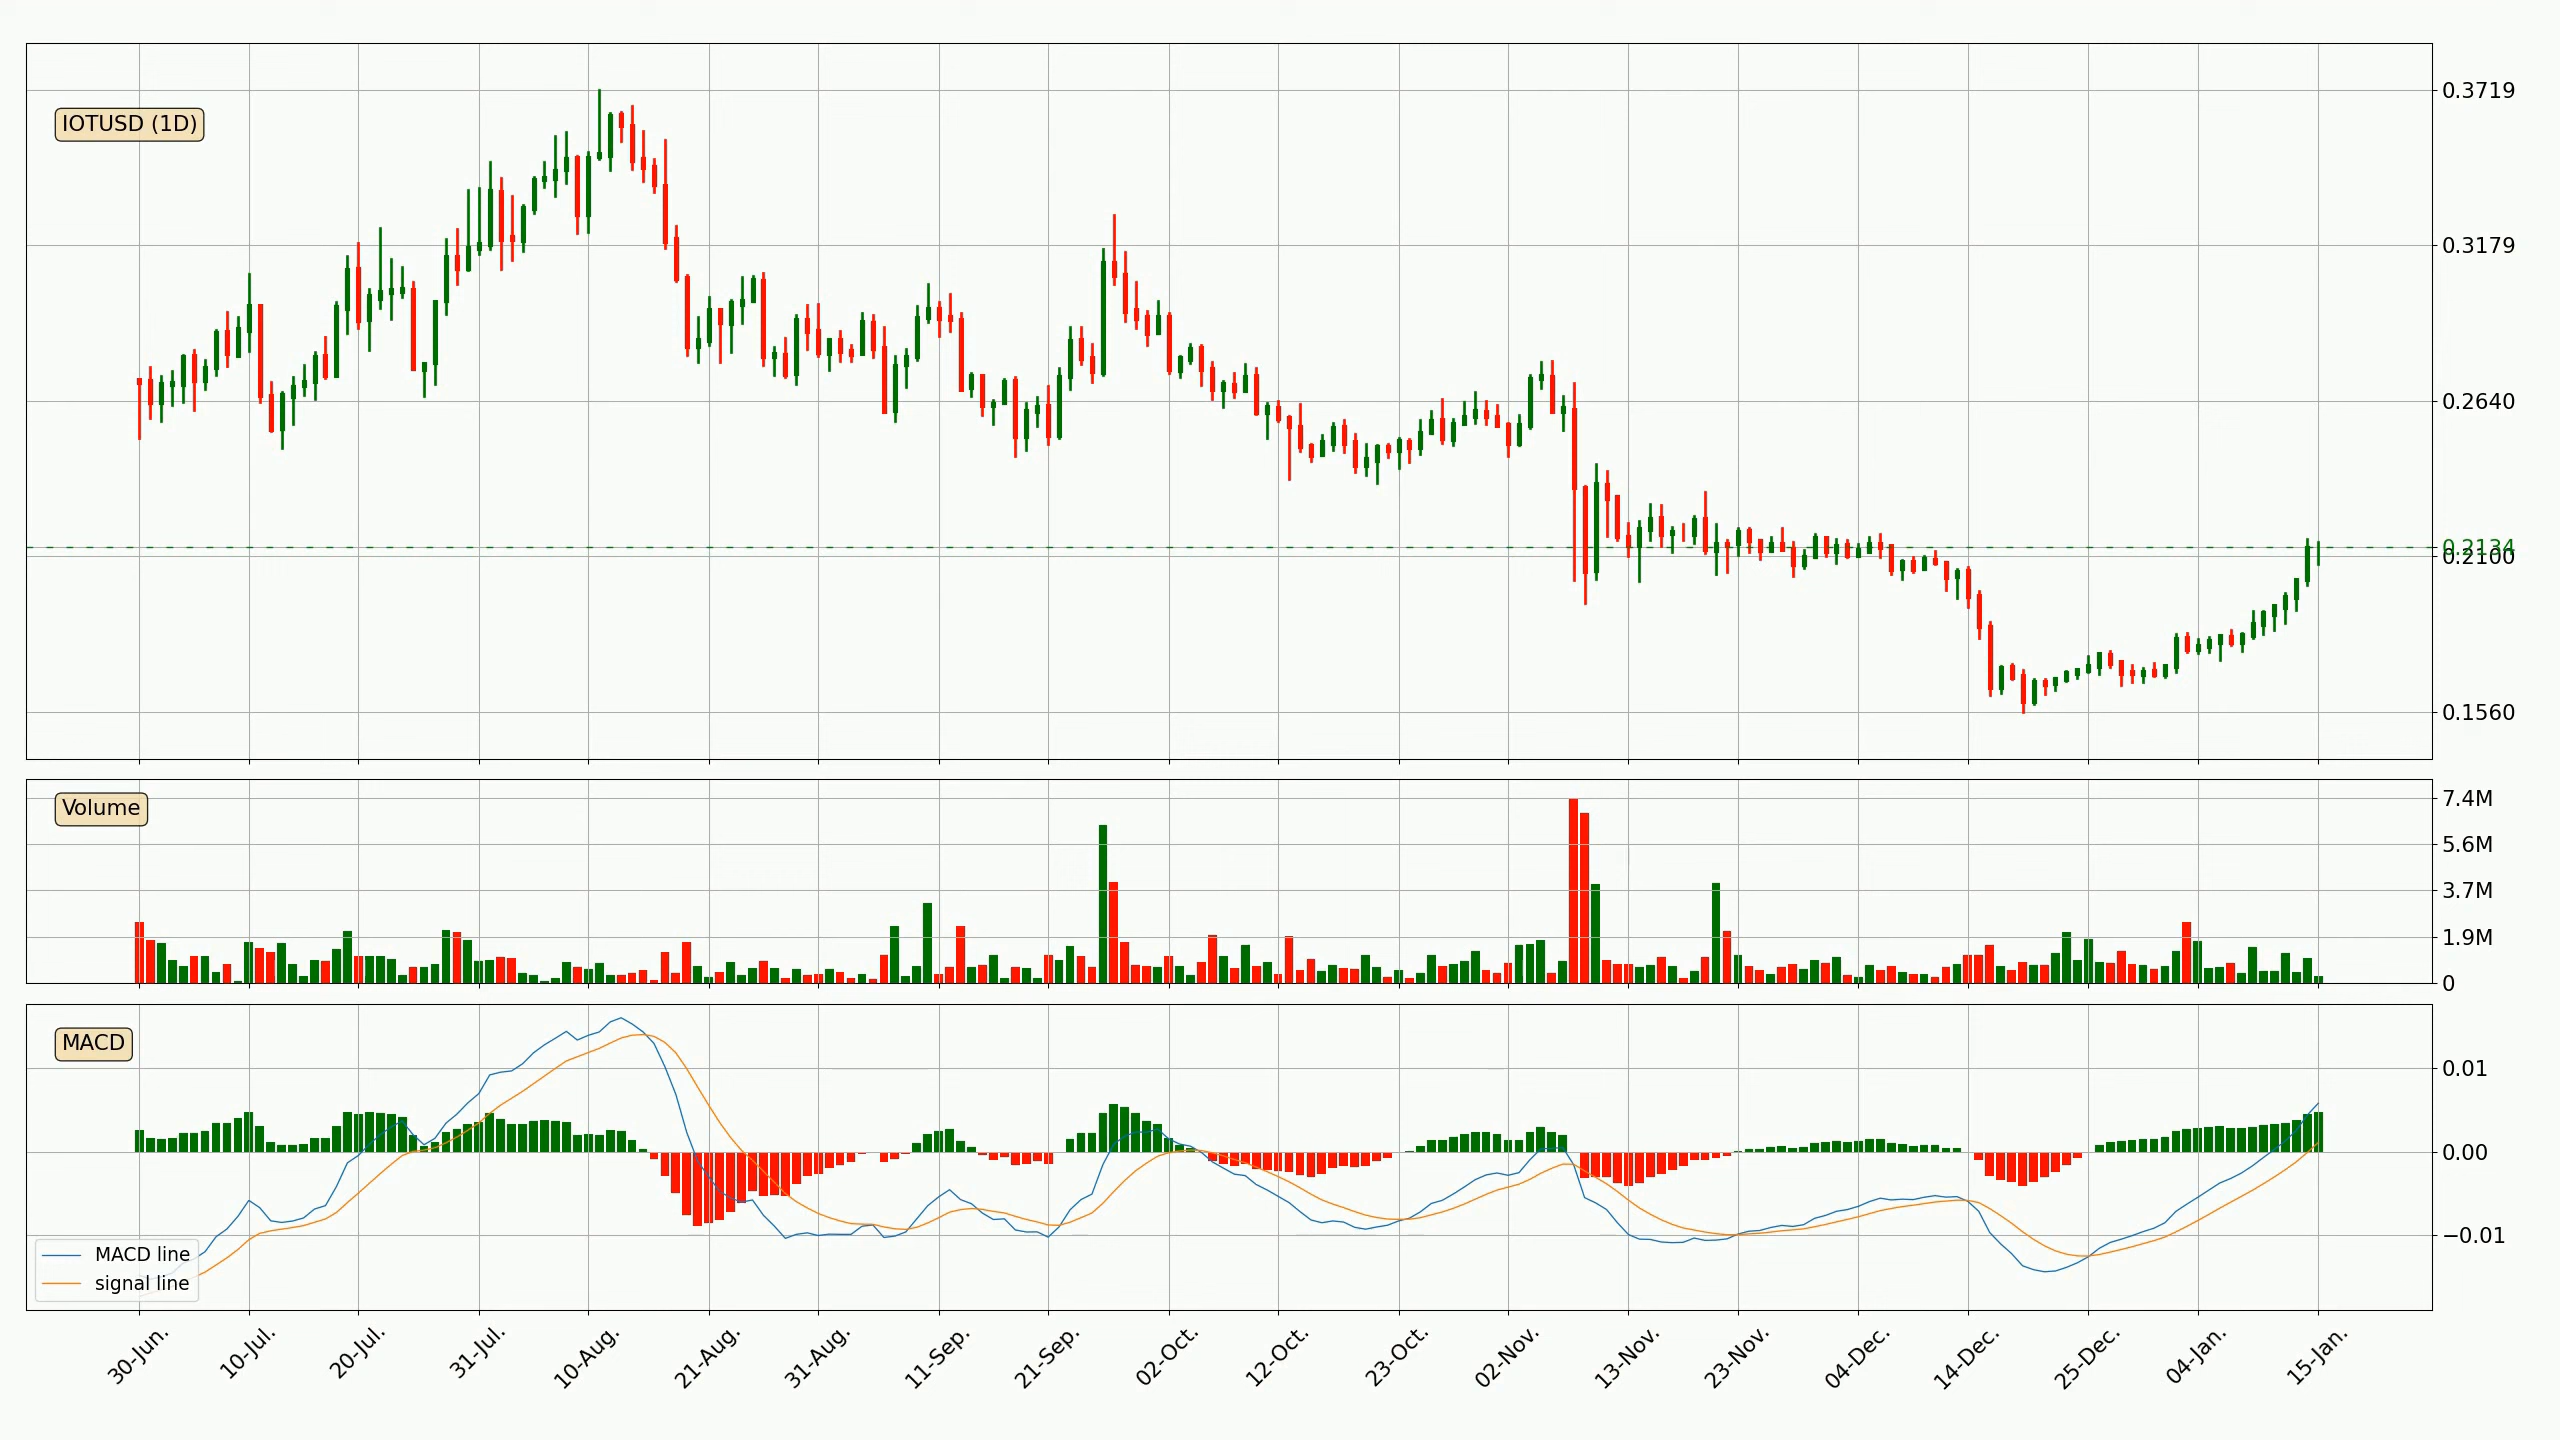 IOTUSD (1D)
0.3719
0.3179
0.2640
0.2134
0.2100
0.1560
Volume
7.4M
5.6M
3.7M
1.9M
0
MACD
0.01
0.00
−0.01
MACD line
signal line
30-Jun. 10-Jul. 20-Jul. 31-Jul. 10-Aug. 21-Aug. 31-Aug. 11-Sep. 21-Sep. 02-Oct. 12-Oct. 23-Oct. 02-Nov. 13-Nov. 23-Nov. 04-Dec. 14-Dec. 25-Dec. 04-Jan. 15-Jan.